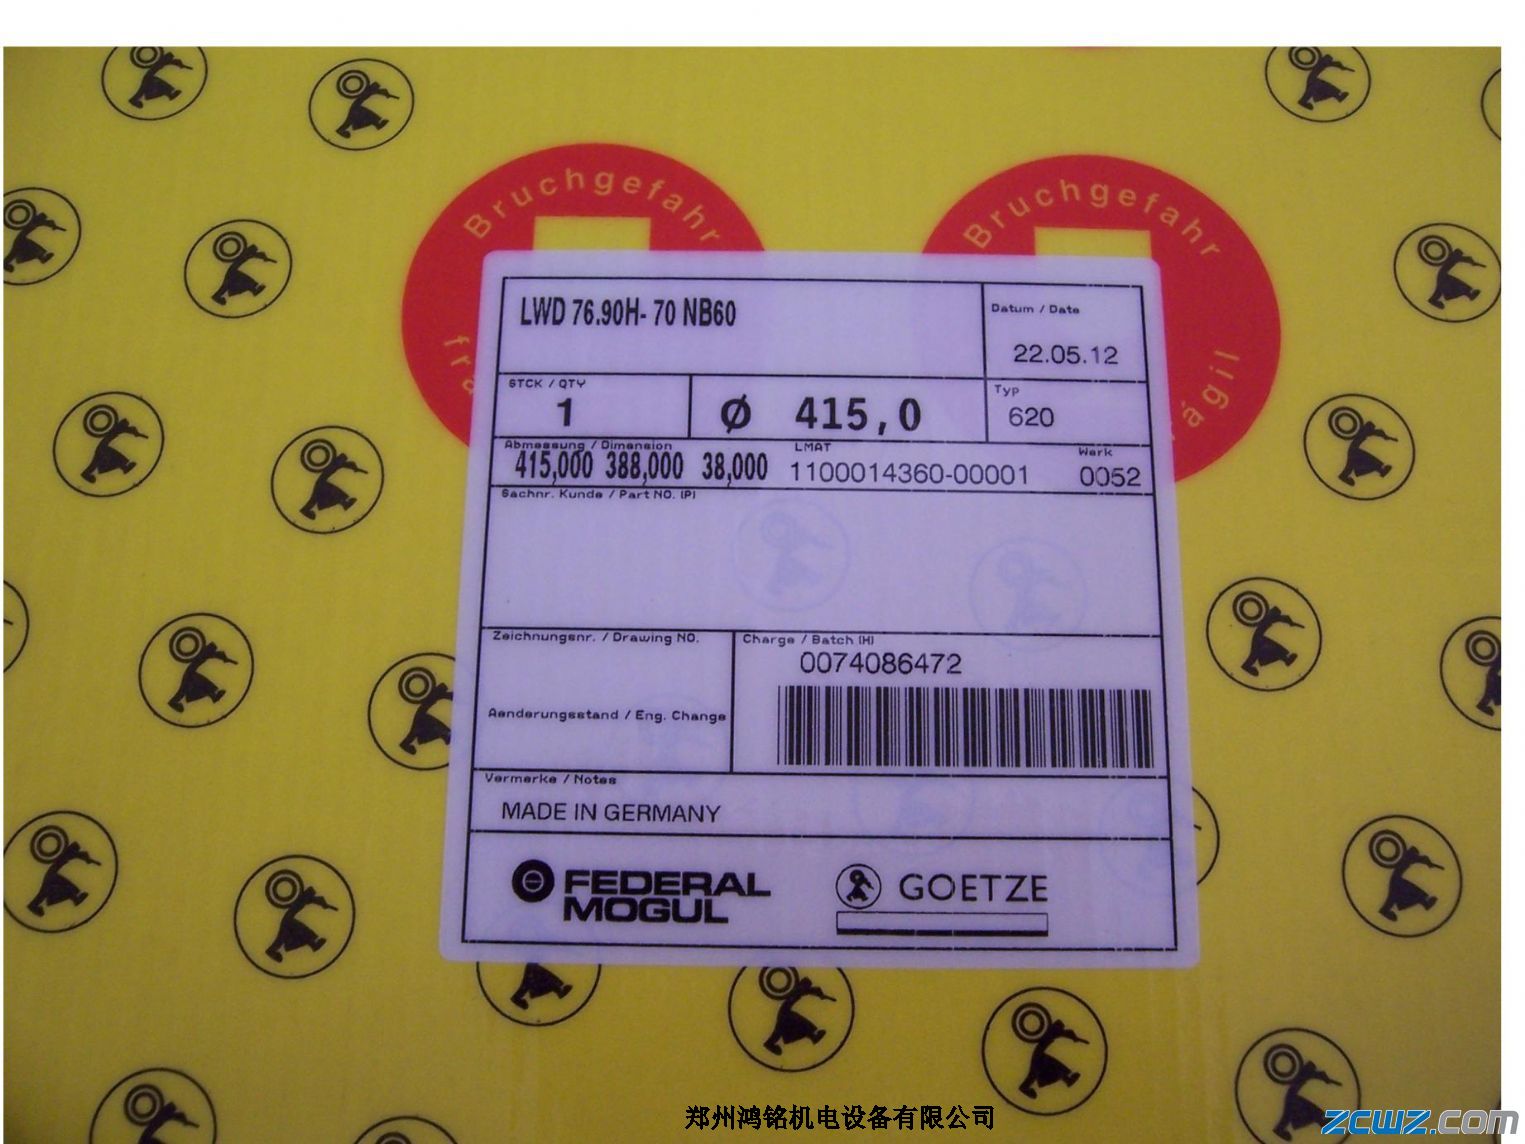 Bruchgefahr
Bruchgefahr
fra
agil
LWD 76.90H- 70 NB60
Datum / Date
22.05.12
STCK / QTY
1
Ø 415,0
Typ
620
Abmessung / Dimension
415,000 388,000 38,000
LMAT
1100014360-00001
Werk
0052
Sachnr. Kunde / Part NO. (P)
Zeichnungsnr. / Drawing NO.
Charge / Batch (H)
0074086472
Aenderungsstand / Eng. Change
Vermerke / Notes
MADE IN GERMANY
FEDERAL
MOGUL
GOETZE
郑州鸿铭机电设备有限公司
zcwz.com